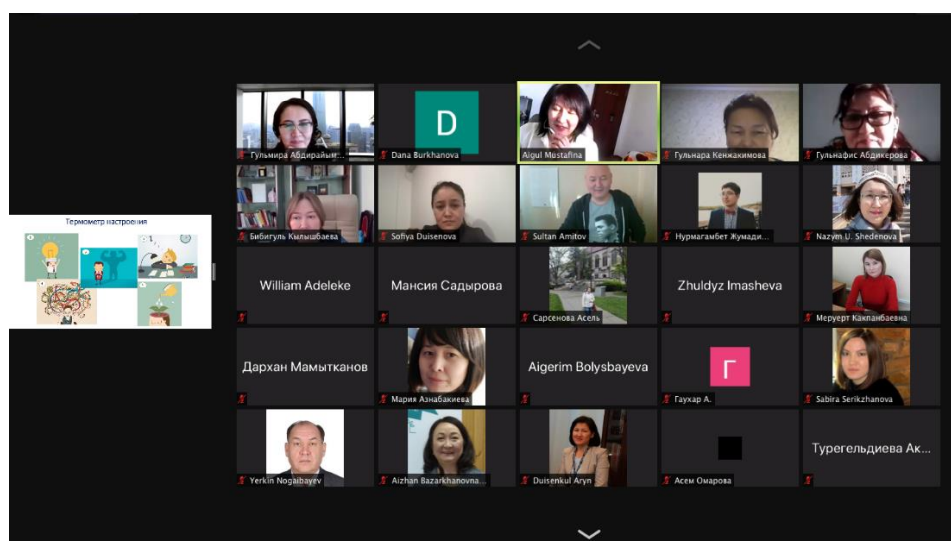 Термометр настроения
Гульмира Абдирайым...
D
Dana Burkhanova
Aigul Mustafina
Гульнара Кенжакимова
Гульнафис Абдикерова
Бибигуль Кылышбаева
Sofiya Duisenova
Sultan Amitov
Нурмагамбет Жумади...
Nazym U. Shedenova
William Adeleke
Мансия Садырова
Сарсенова Асель
Zhuldyz Imasheva
Меруерт Какпанбаевна
Дархан Мамытканов
Мария Азнабакиева
Aigerim Bolysbayeva
Г
Гаухар А.
Sabira Serikzhanova
Yerkin Nogaibayev
Aizhan Bazarkhanovna...
Duisenkul Aryn
Асем Омарова
Турегельдиева Ак...